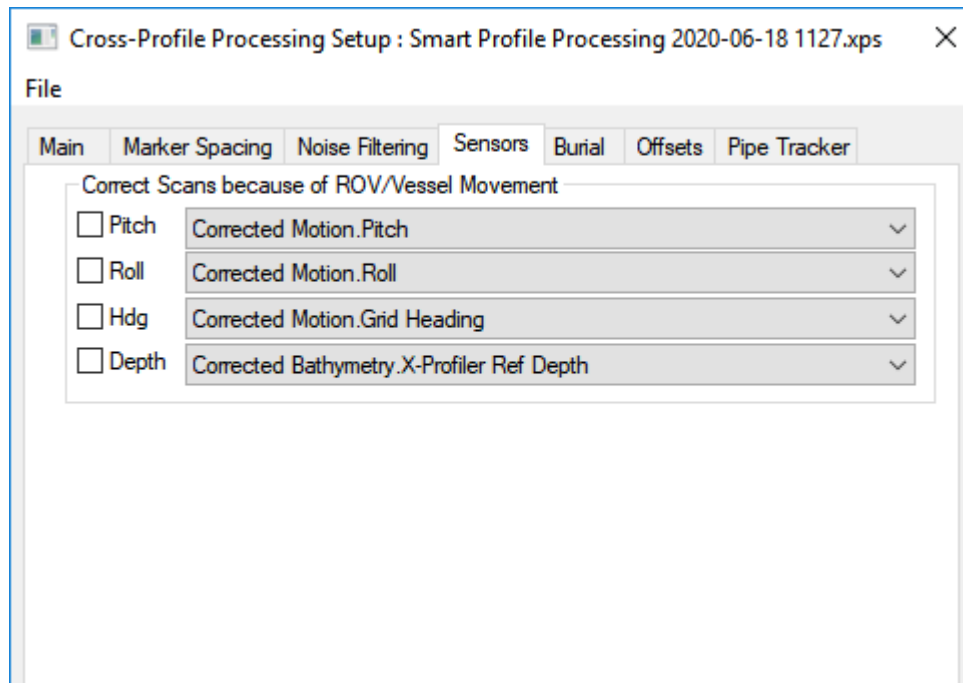 Cross-Profile Processing Setup : Smart Profile Processing 2020-06-18 1127.xps
File
Main Marker Spacing Noise Filtering Sensors Burial Offsets Pipe Tracker
Correct Scans because of ROV/Vessel Movement
Pitch Corrected Motion.Pitch
Roll Corrected Motion.Roll
Hdg Corrected Motion.Grid Heading
Depth Corrected Bathymetry.X-Profiler Ref Depth